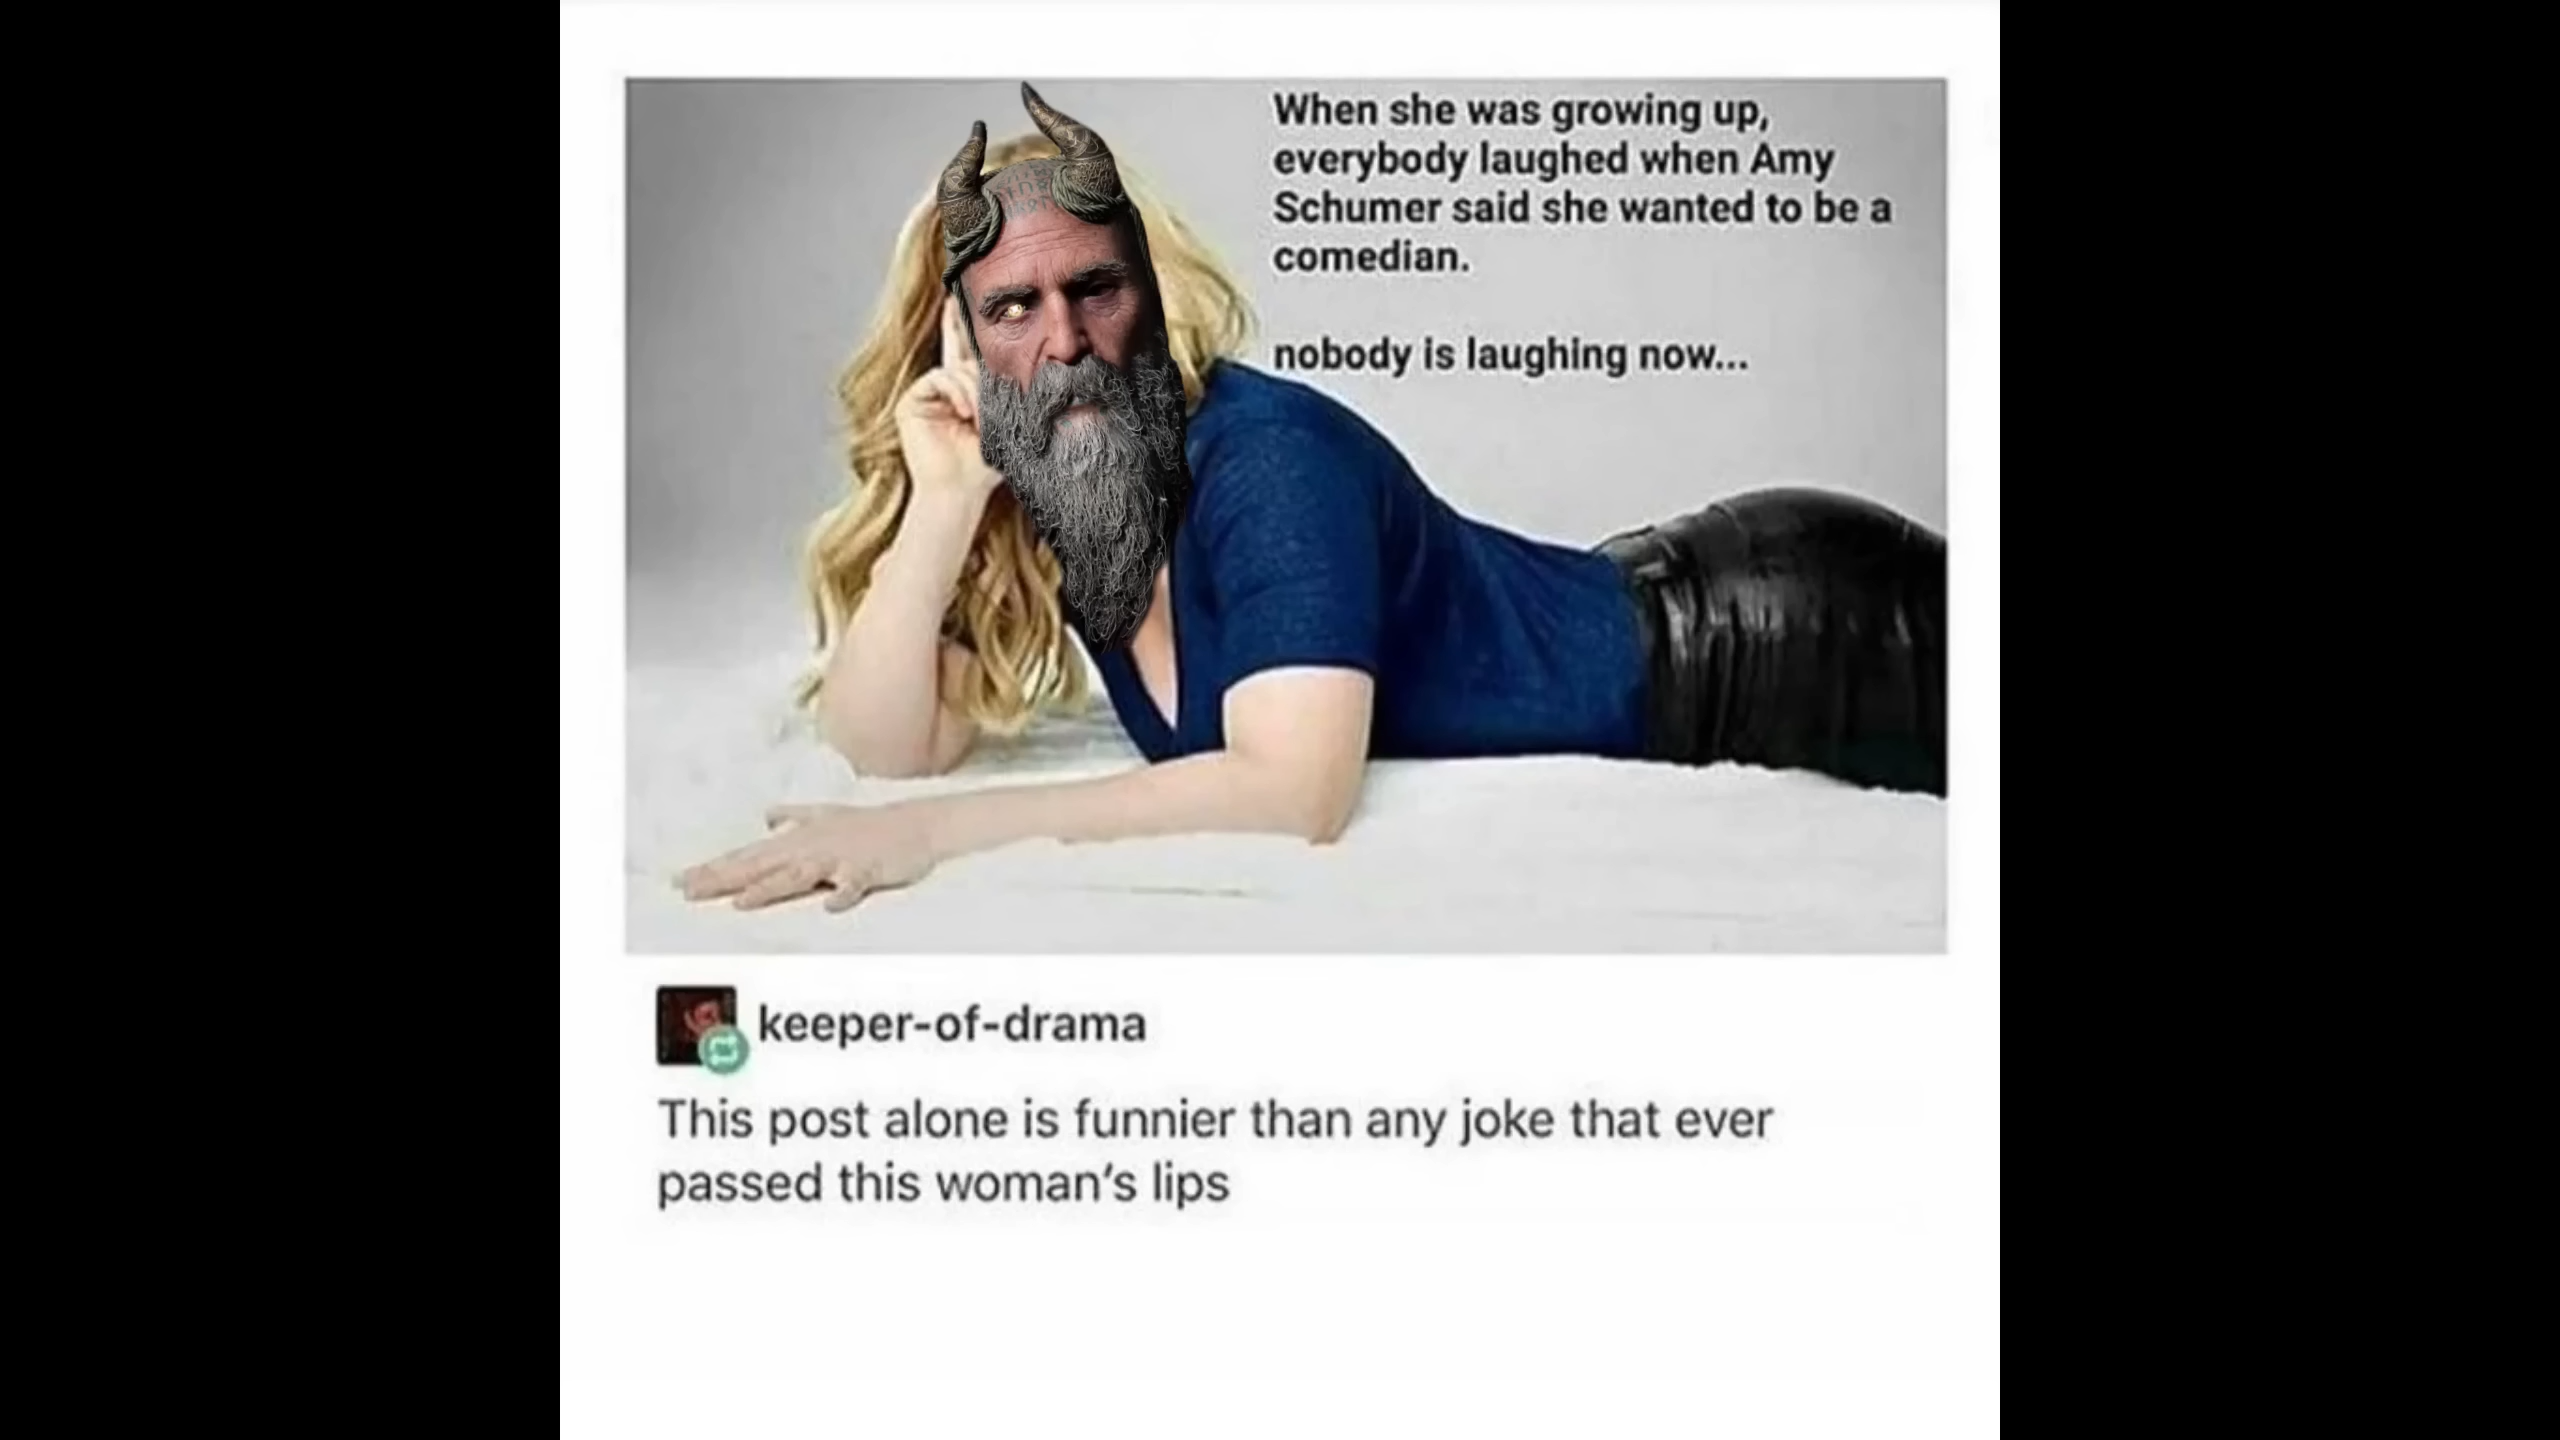 When she was growing up,
everybody laughed when Amy
Schumer said she wanted to be a
comedian.
nobody is laughing now...
keeper-of-drama
This post alone is funnier than any joke that ever
passed this woman's lips